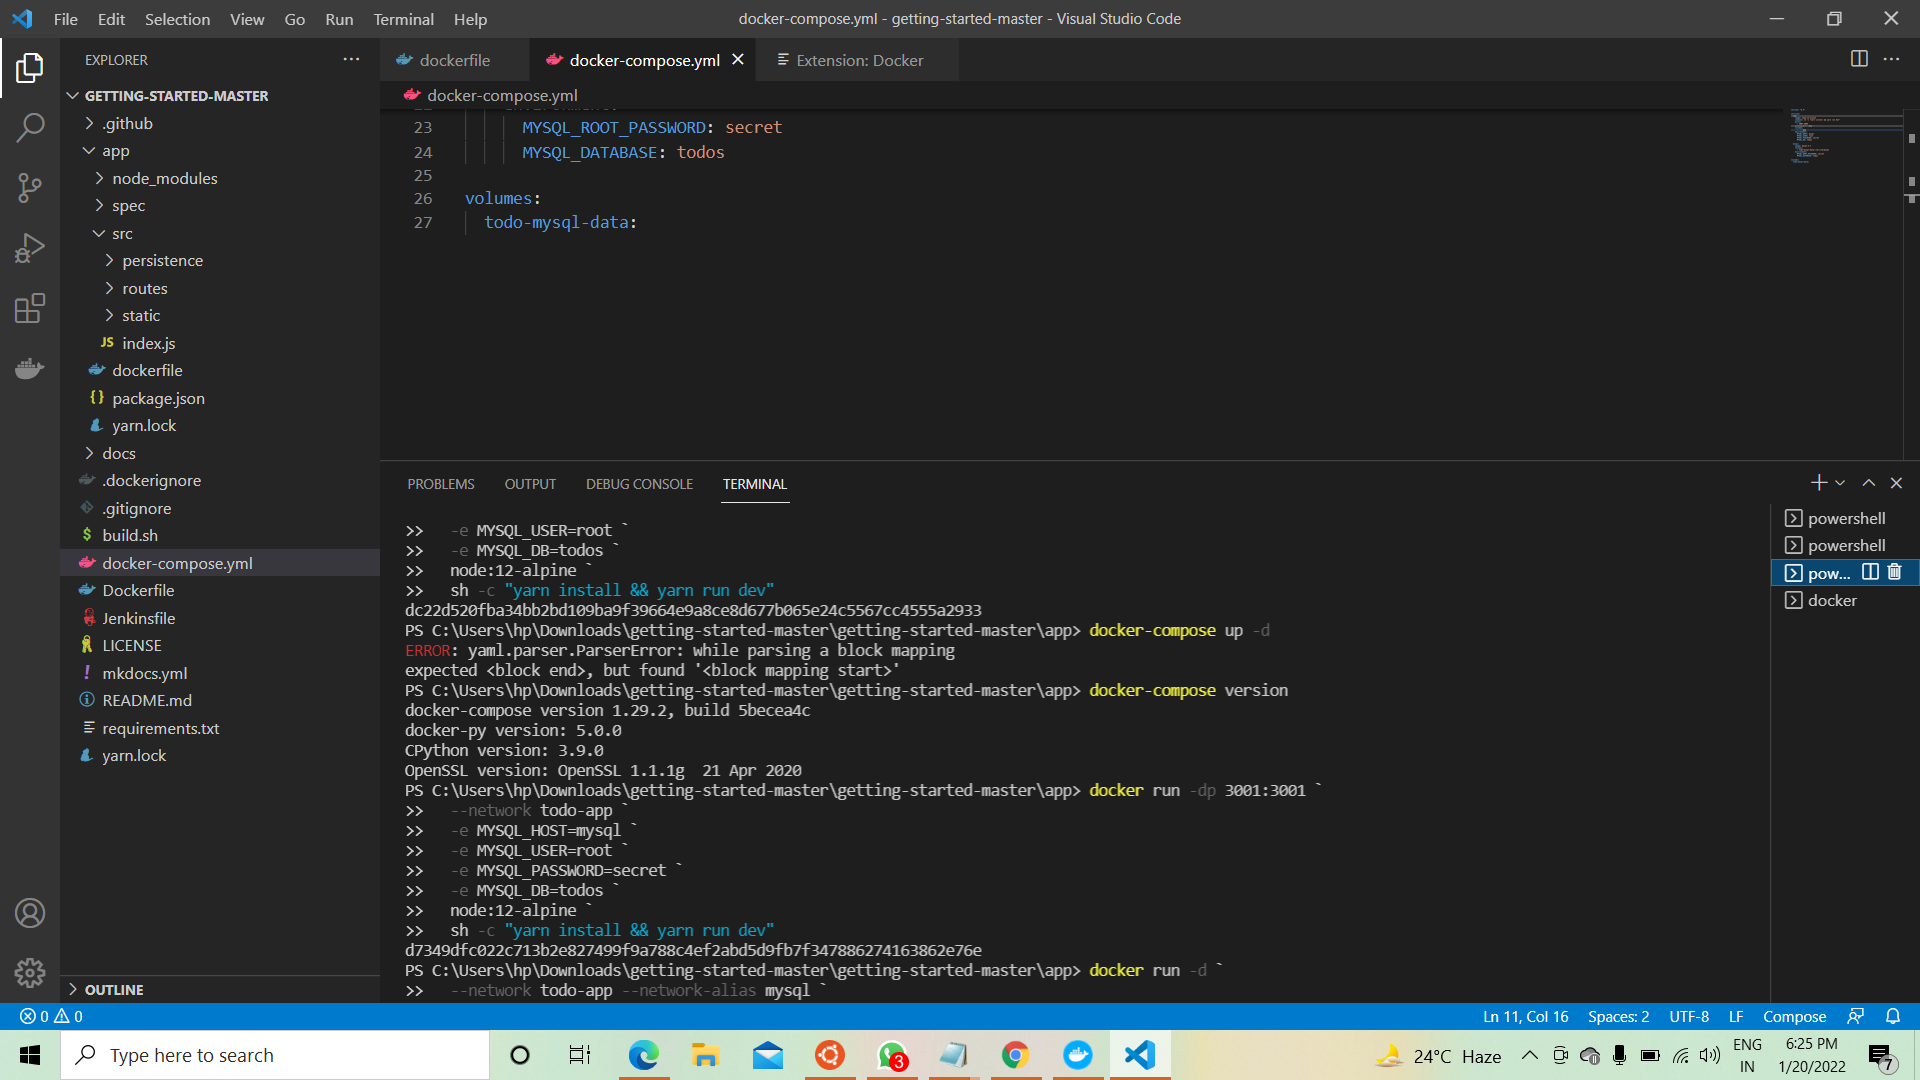 File Edit Selection View Go Run Terminal Help
docker-compose.yml - getting-started-master - Visual Studio Code
EXPLORER
GETTING-STARTED-MASTER
.github
app
node_modules
spec
src
persistence
routes
static
JS index.js
dockerfile
{} package.json
yarn.lock
docs
.dockerignore
.gitignore
$ build.sh
docker-compose.yml
Dockerfile
Jenkinsfile
LICENSE
! mkdocs.yml
README.md
requirements.txt
yarn.lock
OUTLINE
dockerfile
docker-compose.yml
Extension: Docker
docker-compose.yml
23 MYSQL_ROOT_PASSWORD: secret
24 MYSQL_DATABASE: todos
25
26 volumes:
27 todo-mysql-data:
PROBLEMS OUTPUT DEBUG CONSOLE TERMINAL
>> -e MYSQL_USER=root `
>> -e MYSQL_DB=todos `
>> node:12-alpine `
>> sh -c "yarn install && yarn run dev"
dc22d520fba34bb2bd109ba9f39664e9a8ce8d677b065e24c5567cc4555a2933
PS C:\Users\hp\Downloads\getting-started-master\getting-started-master\app> docker-compose up -d
ERROR: yaml.parser.ParserError: while parsing a block mapping
expected <block end>, but found '<block mapping start>'
PS C:\Users\hp\Downloads\getting-started-master\getting-started-master\app> docker-compose version
docker-compose version 1.29.2, build 5becea4c
docker-py version: 5.0.0
CPython version: 3.9.0
OpenSSL version: OpenSSL 1.1.1g 21 Apr 2020
PS C:\Users\hp\Downloads\getting-started-master\getting-started-master\app> docker run -dp 3001:3001 `
>> --network todo-app `
>> -e MYSQL_HOST=mysql `
>> -e MYSQL_USER=root `
>> -e MYSQL_PASSWORD=secret `
>> -e MYSQL_DB=todos `
>> node:12-alpine `
>> sh -c "yarn install && yarn run dev"
d7349dfc022c713b2e827499f9a788c4ef2abd5d9fb7f347886274163862e76e
PS C:\Users\hp\Downloads\getting-started-master\getting-started-master\app> docker run -d `
>> --network todo-app --network-alias mysql `
powershell
powershell
pow...
docker
0 0
Ln 11, Col 16 Spaces: 2 UTF-8 LF Compose
Type here to search
3
24°C Haze
ENG
IN
6:25 PM
1/20/2022
7